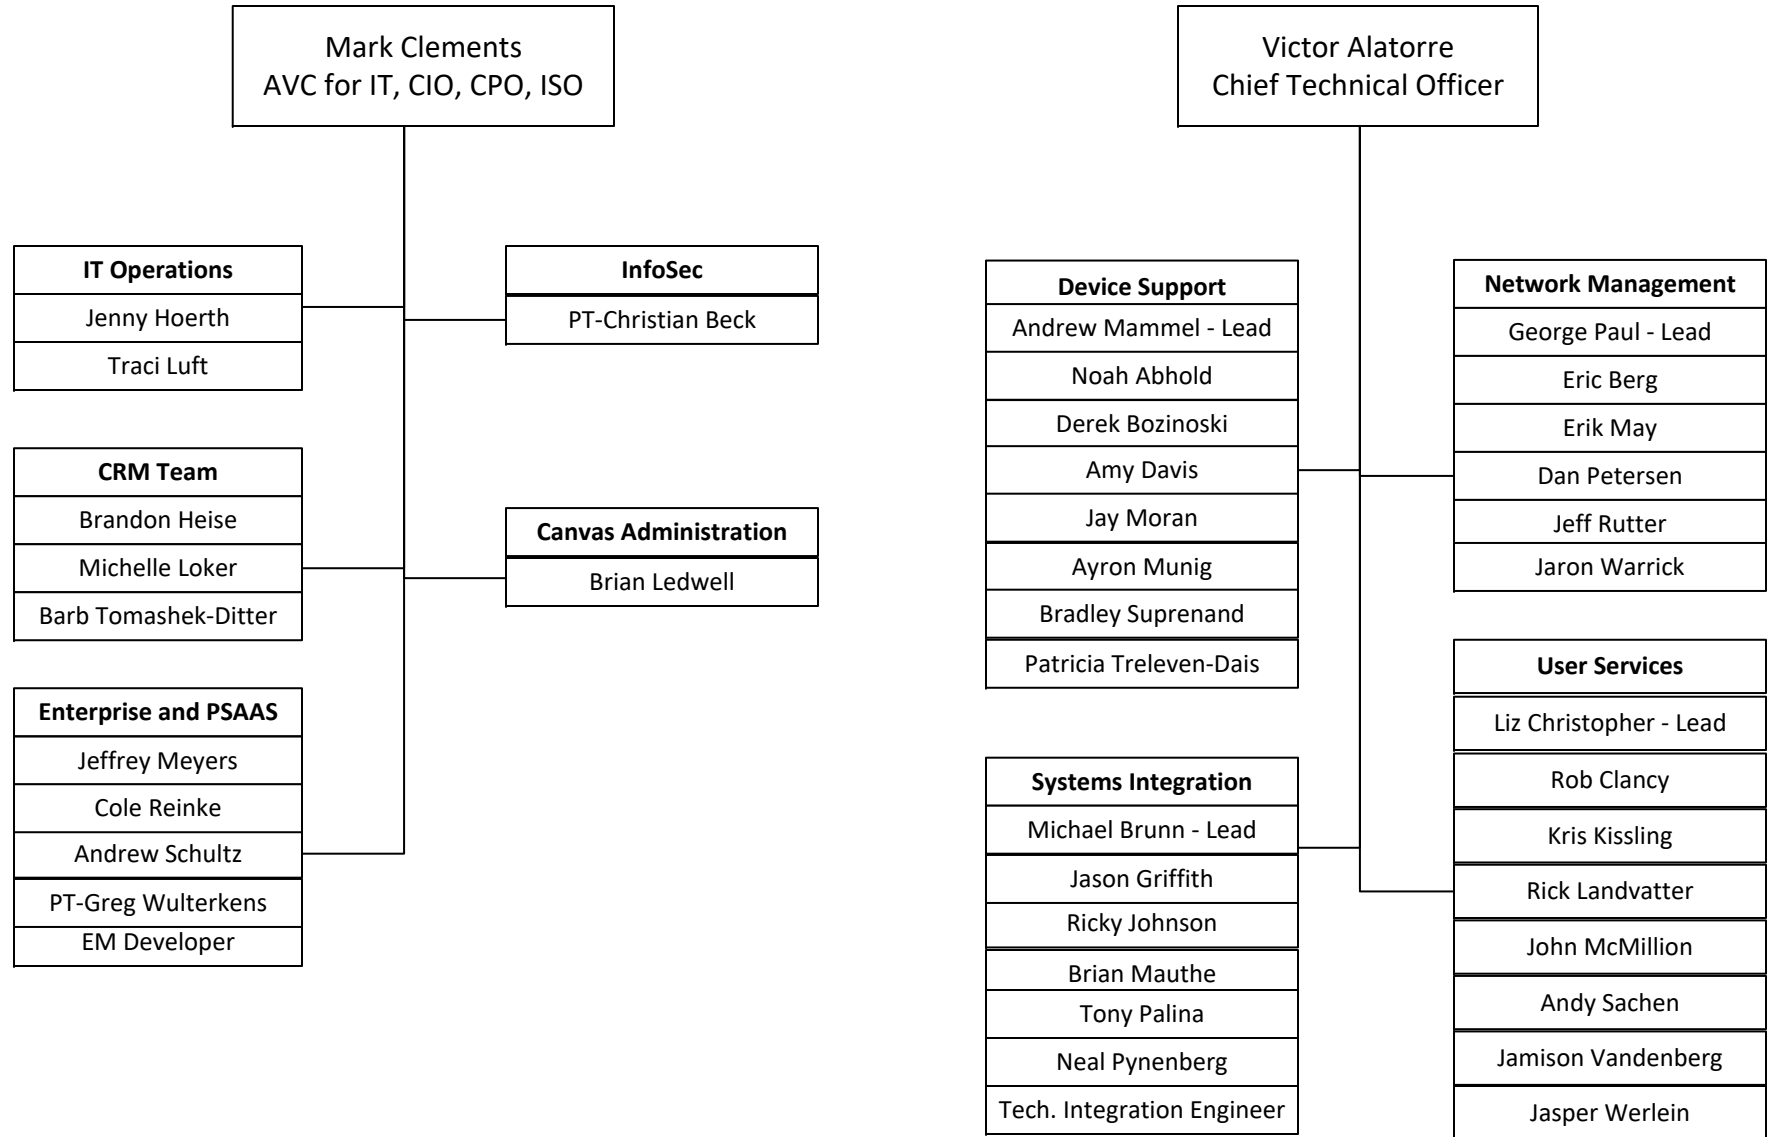 Mark Clements
AVC for IT, CIO, CPO, ISO
IT Operations
Jenny Hoerth
Traci Luft
InfoSec
PT-Christian Beck
CRM Team
Brandon Heise
Michelle Loker
Barb Tomashek-Ditter
Canvas Administration
Brian Ledwell
Enterprise and PSAAS
Jeffrey Meyers
Cole Reinke
Andrew Schultz
PT-Greg Wulterkens
EM Developer
Victor Alatorre
Chief Technical Officer
Device Support
Andrew Mammel - Lead
Noah Abhold
Derek Bozinoski
Amy Davis
Jay Moran
Ayron Munig
Bradley Suprenand
Patricia Treleven-Dais
Network Management
George Paul - Lead
Eric Berg
Erik May
Dan Petersen
Jeff Rutter
Jaron Warrick
Systems Integration
Michael Brunn - Lead
Jason Griffith
Ricky Johnson
Brian Mauthe
Tony Palina
Neal Pynenberg
Tech. Integration Engineer
User Services
Liz Christopher - Lead
Rob Clancy
Kris Kissling
Rick Landvatter
John McMillion
Andy Sachen
Jamison Vandenberg
Jasper Werlein